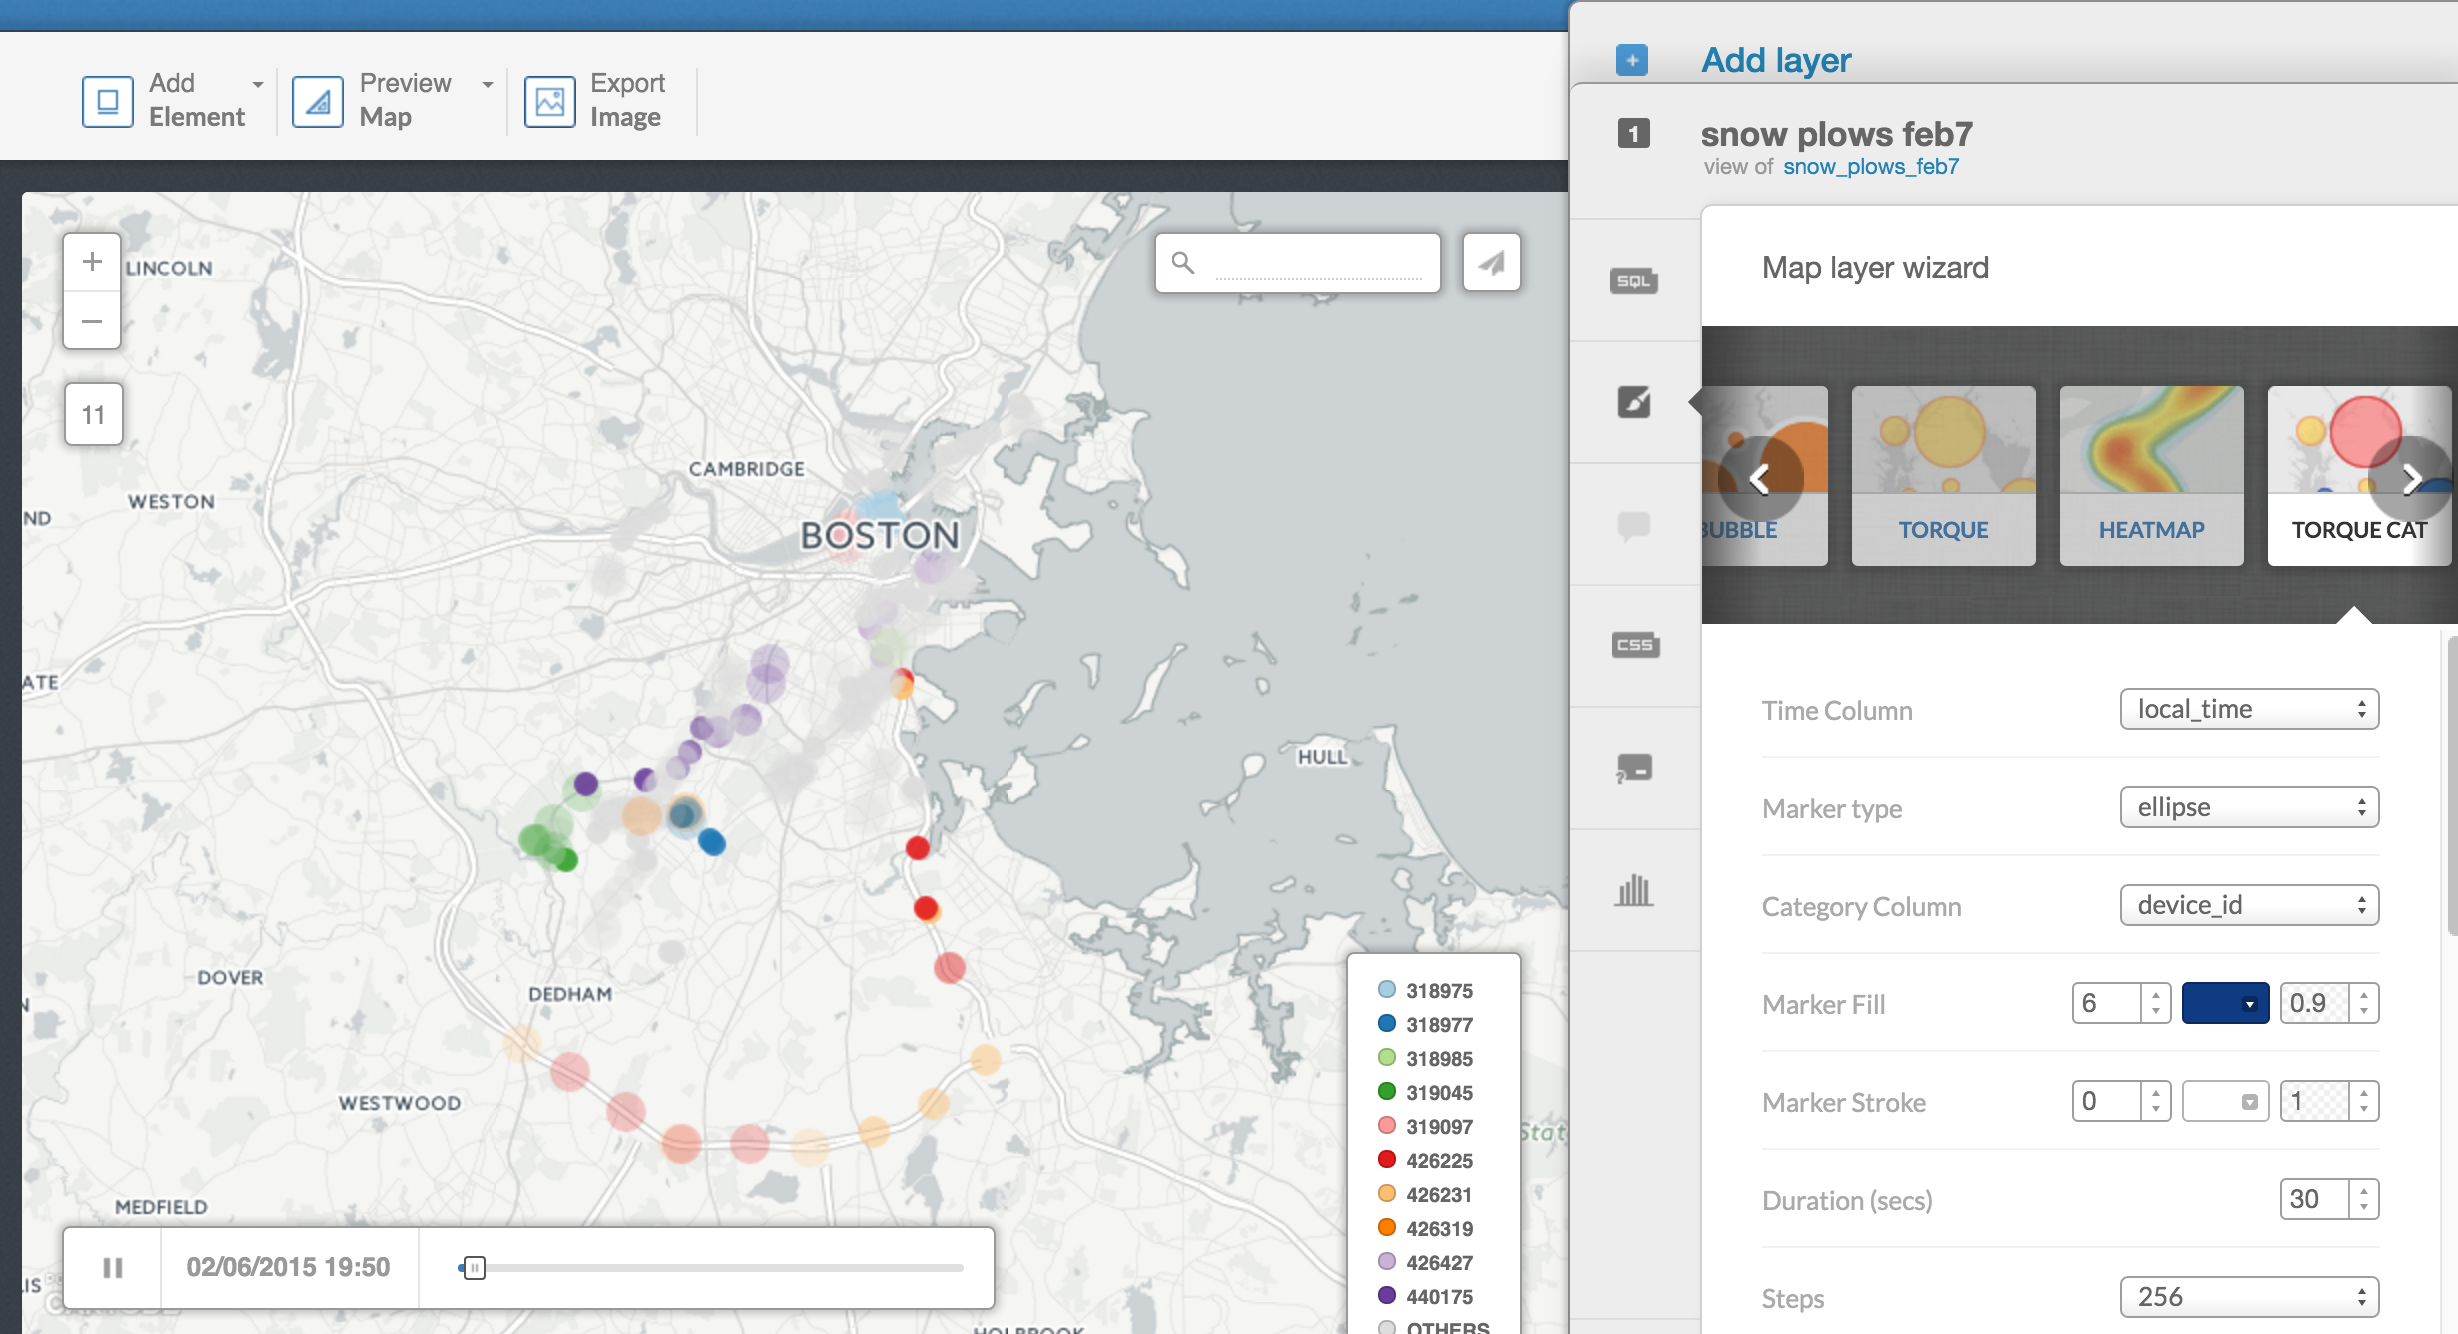 Add
Element
Preview
Map
Export
Image
Add layer
1
snow plows feb7
view of snow_plows_feb7
Map layer wizard
SQL
CSS
BUBBLE
TORQUE
HEATMAP
TORQUE CAT
Time Column
local_time
Marker type
ellipse
Category Column
device_id
Marker Fill
6
0.9
Marker Stroke
0
1
Duration (secs)
30
Steps
256
+
−
11
LINCOLN
WESTON
ND
CAMBRIDGE
BOSTON
ATE
HULL
DOVER
DEDHAM
WESTWOOD
MEDFIELD
IS
HOLBROOK
Stat
02/06/2015 19:50
318975
318977
318985
319045
319097
426225
426231
426319
426427
440175
OTHERS